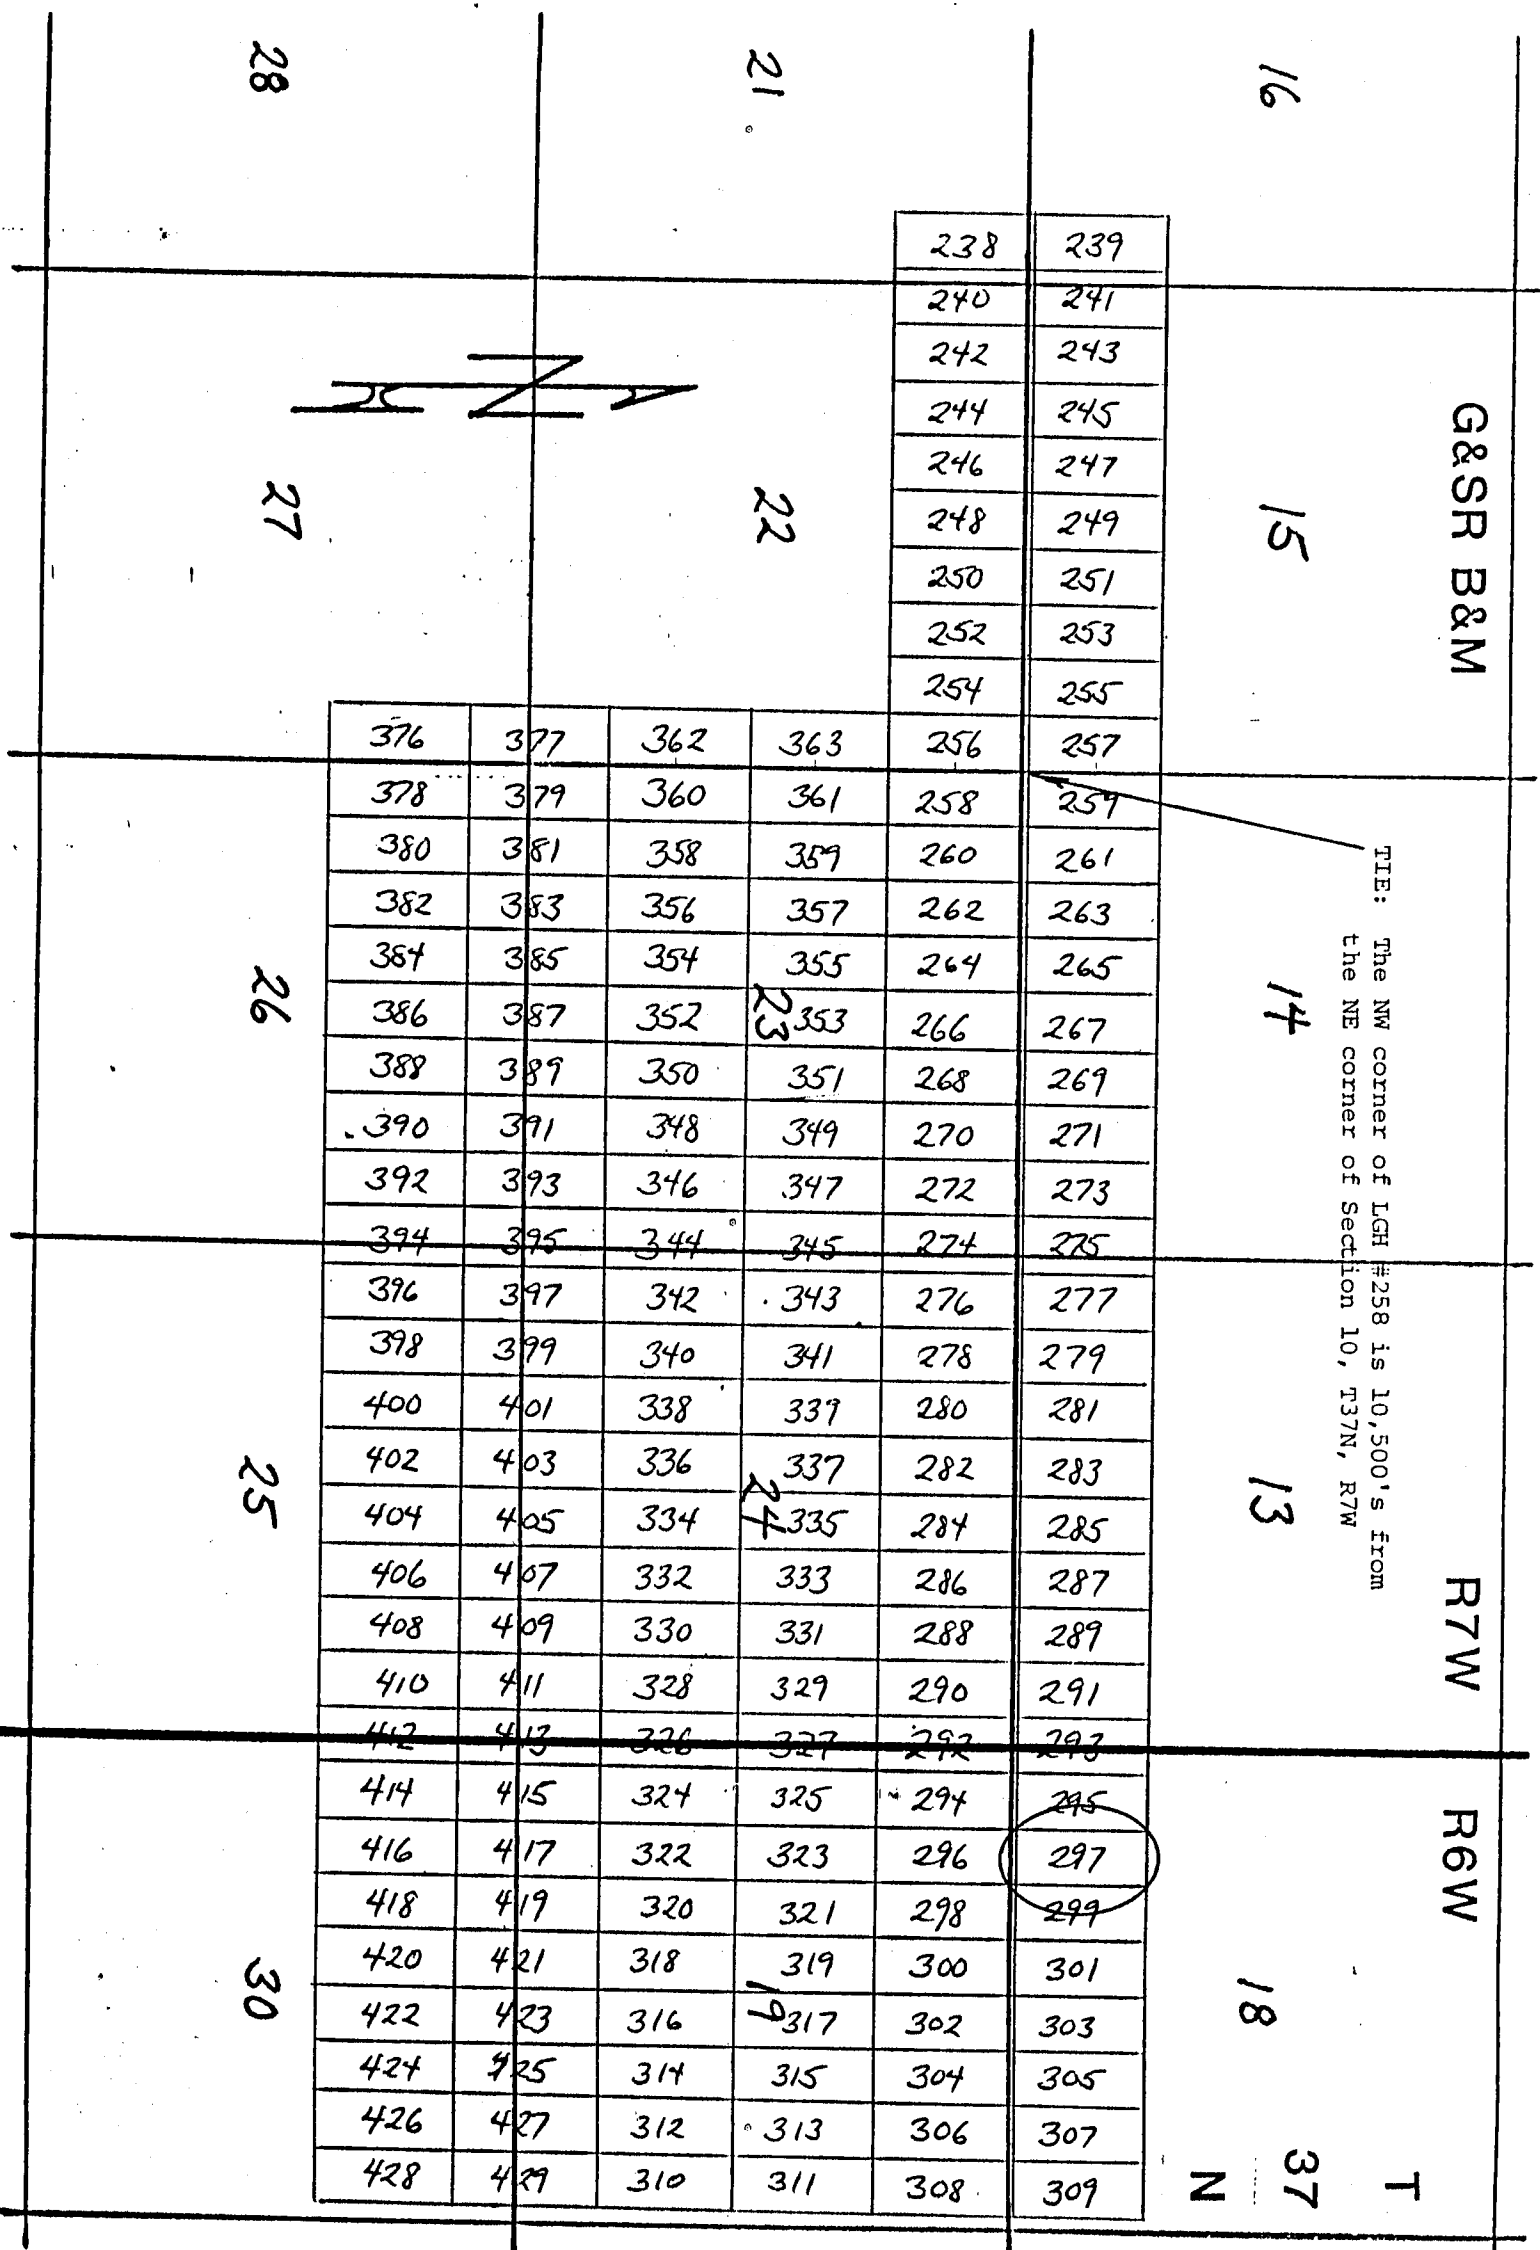 G&SR B&M
R7W
R6W
T
37
N
TIE: The NW corner of LGH #258 is 10,500's from
the NE corner of Section 10, T37N, R7W
16
15
14
13
18
21
22
23
24
19
28
27
26
25
30
N
238 239
240 241
242 243
244 245
246 247
248 249
250 251
252 253
254 255
376 377 362 363 256 257
378 379 360 361 258 259
380 381 358 359 260 261
382 383 356 357 262 263
384 385 354 355 264 265
386 387 352 353 266 267
388 389 350 351 268 269
390 391 348 349 270 271
392 393 346 347 272 273
394 395 344 345 274 275
396 397 342 343 276 277
398 399 340 341 278 279
400 401 338 339 280 281
402 403 336 337 282 283
404 405 334 335 284 285
406 407 332 333 286 287
408 409 330 331 288 289
410 411 328 329 290 291
412 413 326 327 292 293
414 415 324 325 294 295
416 417 322 323 296 297
418 419 320 321 298 299
420 421 318 319 300 301
422 423 316 317 302 303
424 425 314 315 304 305
426 427 312 313 306 307
428 429 310 311 308 309